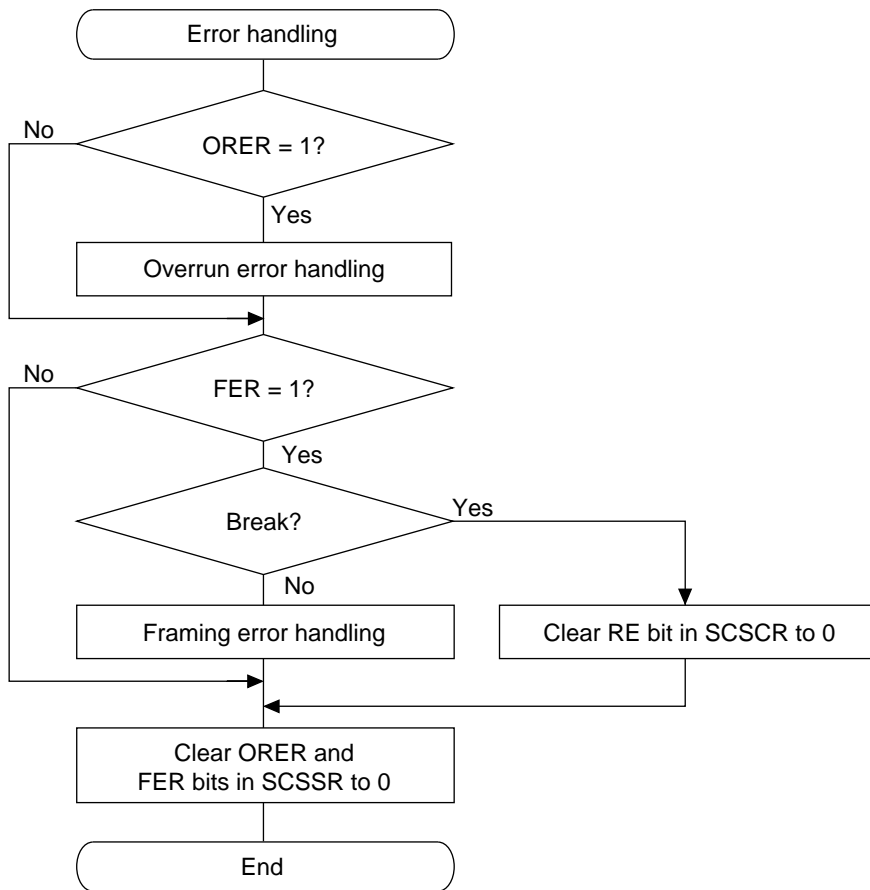 Error handling
No
ORER = 1?
Yes
Overrun error handling
No
FER = 1?
Yes
Break?
Yes
No
Framing error handling
Clear RE bit in SCSCR to 0
Clear ORER and
FER bits in SCSSR to 0
End